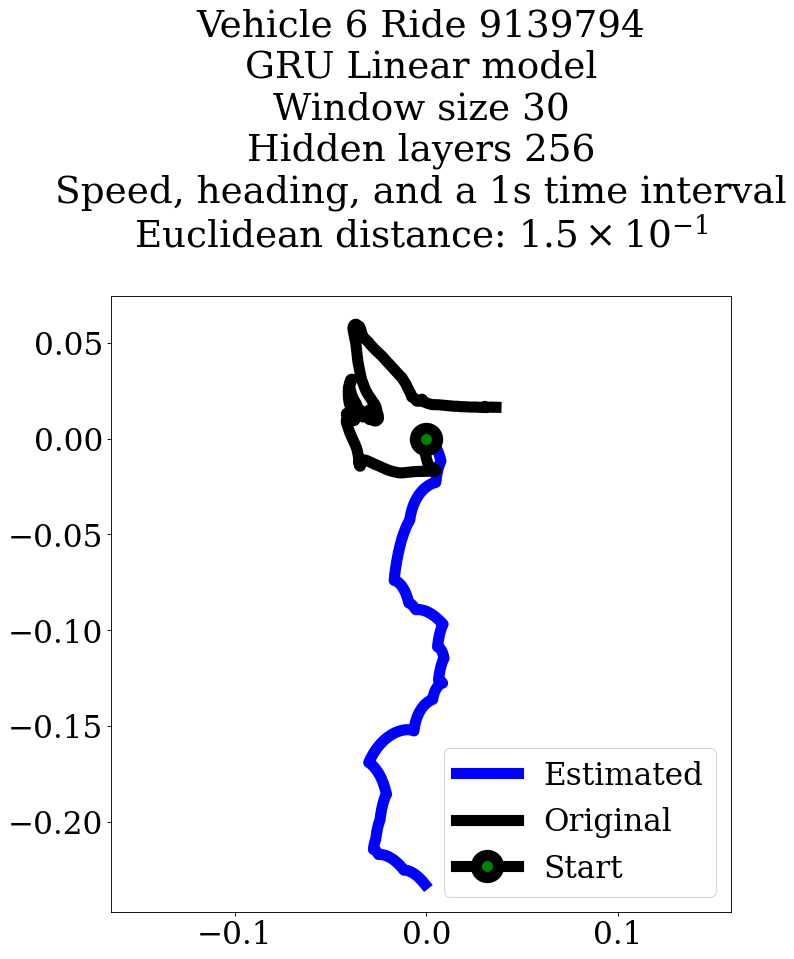 Vehicle 6 Ride 9139794
GRU Linear model
Window size 30
Hidden layers 256
Speed, heading, and a 1s time interval
Euclidean distance: 1.5 × 10⁻¹
0.05
0.00
−0.05
−0.10
−0.15
−0.20
Estimated
Original
Start
−0.1 0.0 0.1